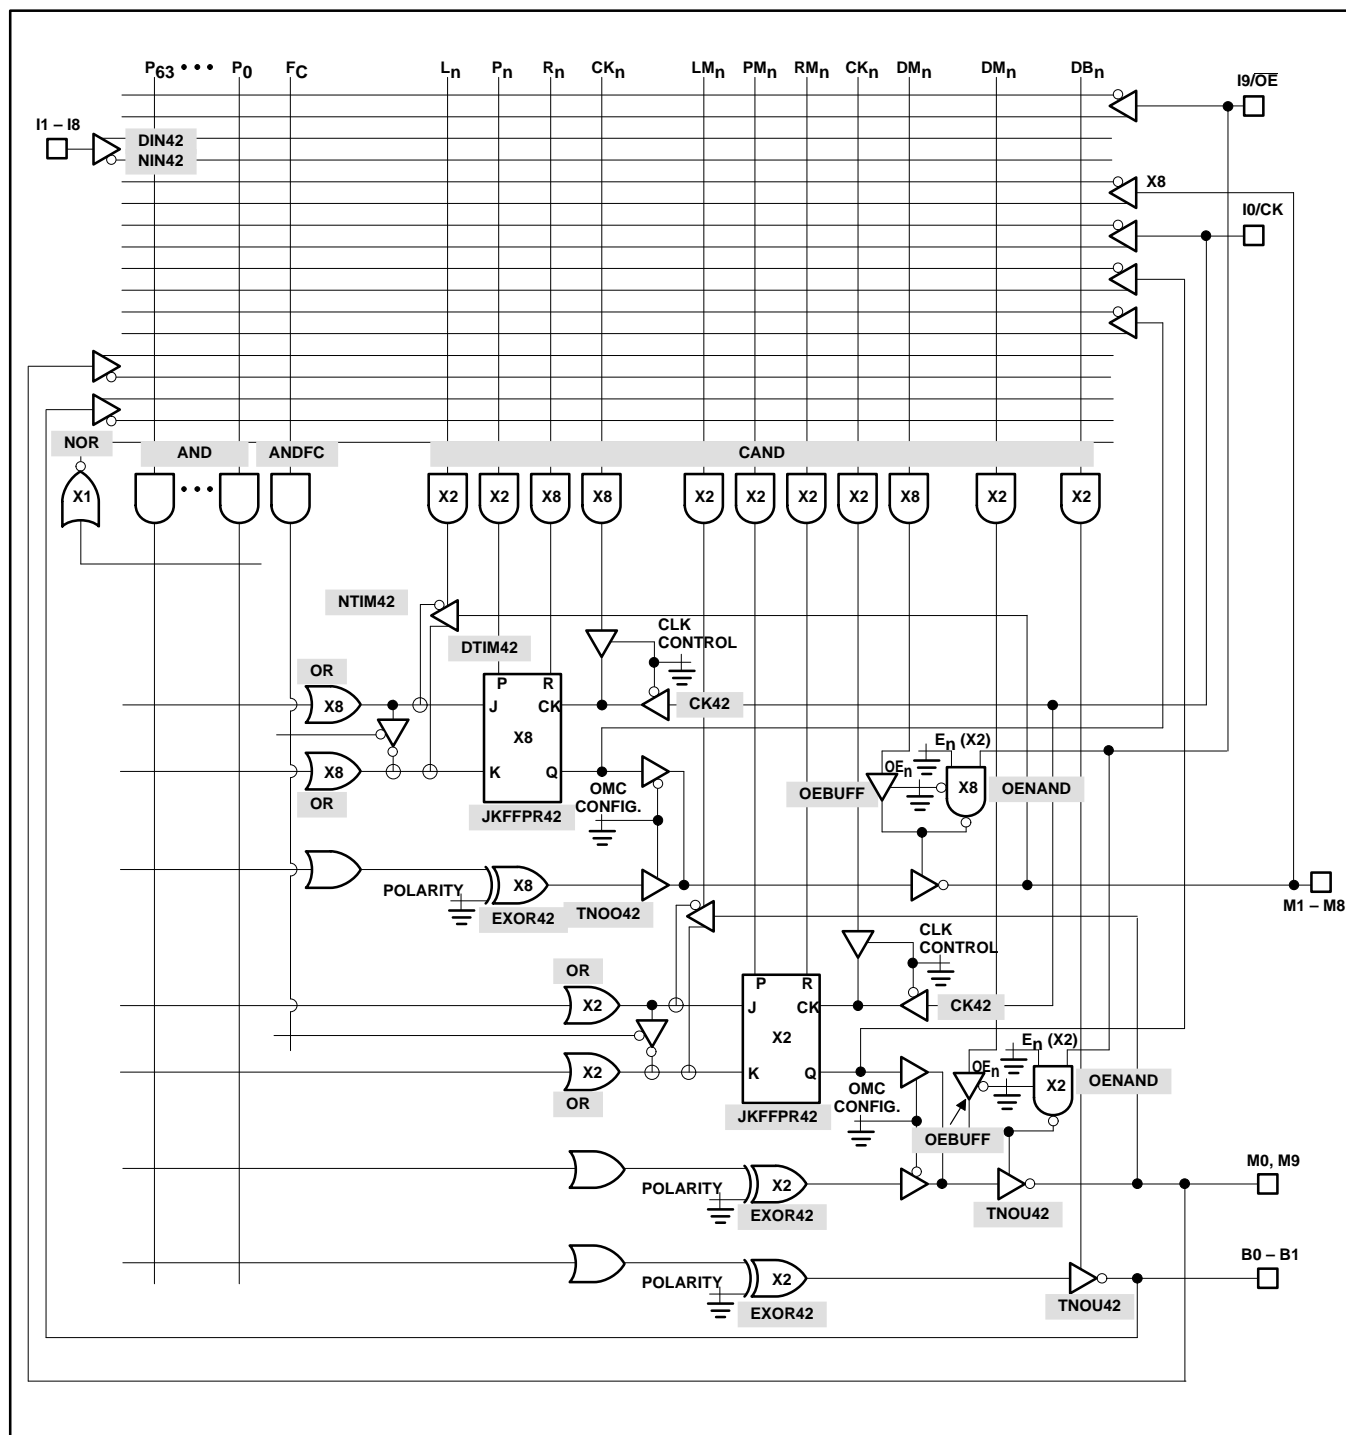 P63 • • • P0 FC Ln Pn Rn CKn LMn PMn RMn CKn DMn DMn DBn
I9/OE
I1 – I8
DIN42
NIN42
X8
I0/CK
NOR AND ANDFC CAND
X1 • • • X2 X2 X8 X8 X2 X2 X2 X2 X8 X2 X2
NTIM42
CLK
CONTROL
DTIM42
OR
P R
X8 J CK CK42
X8
En (X2)
X8 K Q
OEn
OR
OMC
CONFIG.
OEBUFF X8 OENAND
JKFFPR42
POLARITY X8
EXOR42 TNOO42
M1 – M8
CLK
CONTROL
OR
P R
X2 J CK CK42
X2
En (X2)
X2 K Q
OEn
X2 OENAND
OR
OMC
CONFIG.
JKFFPR42
OEBUFF
M0, M9
POLARITY X2
EXOR42 TNOU42
B0 – B1
POLARITY X2
EXOR42 TNOU42